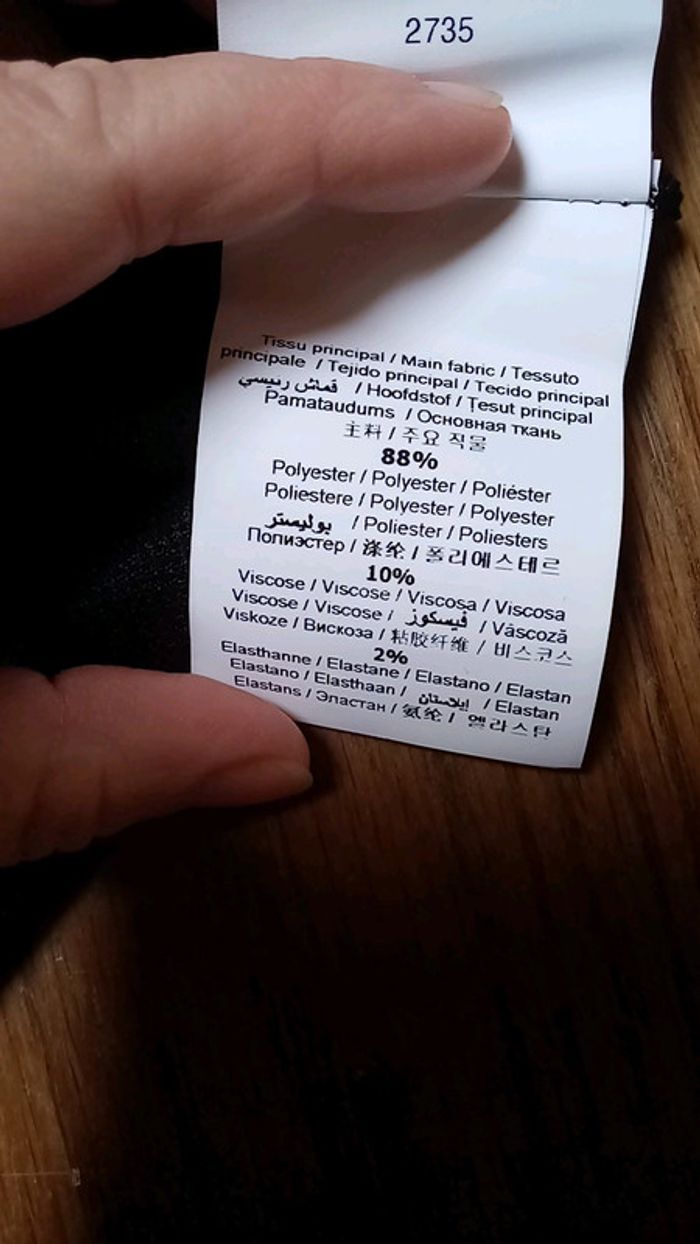 2735
Tissu principal / Main fabric / Tessuto
principale / Tejido principal / Tecido principal
قماش رئيسي / Hoofdstof / Țesut principal
Pamataudums / Основная ткань
主料 / 주요 직물
88%
Polyester / Polyester / Poliéster
Poliestere / Polyester / Polyester
بوليستر / Poliester / Poliesters
Полиэстер / 涤纶 / 폴리에스테르
10%
Viscose / Viscose / Viscosa / Viscosa
Viscose / Viscose / فيسكوز / Vâscoză
Viskoze / Вискоза / 粘胶纤维 / 비스코스
2%
Elasthanne / Elastane / Elastano / Elastan
Elastano / Elasthaan / إيلاستان / Elastan
Elastans / Эластан / 氨纶 / 엘라스탄